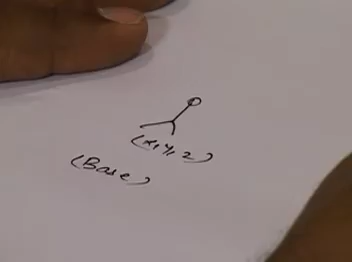 (x, y, z)
(Base)